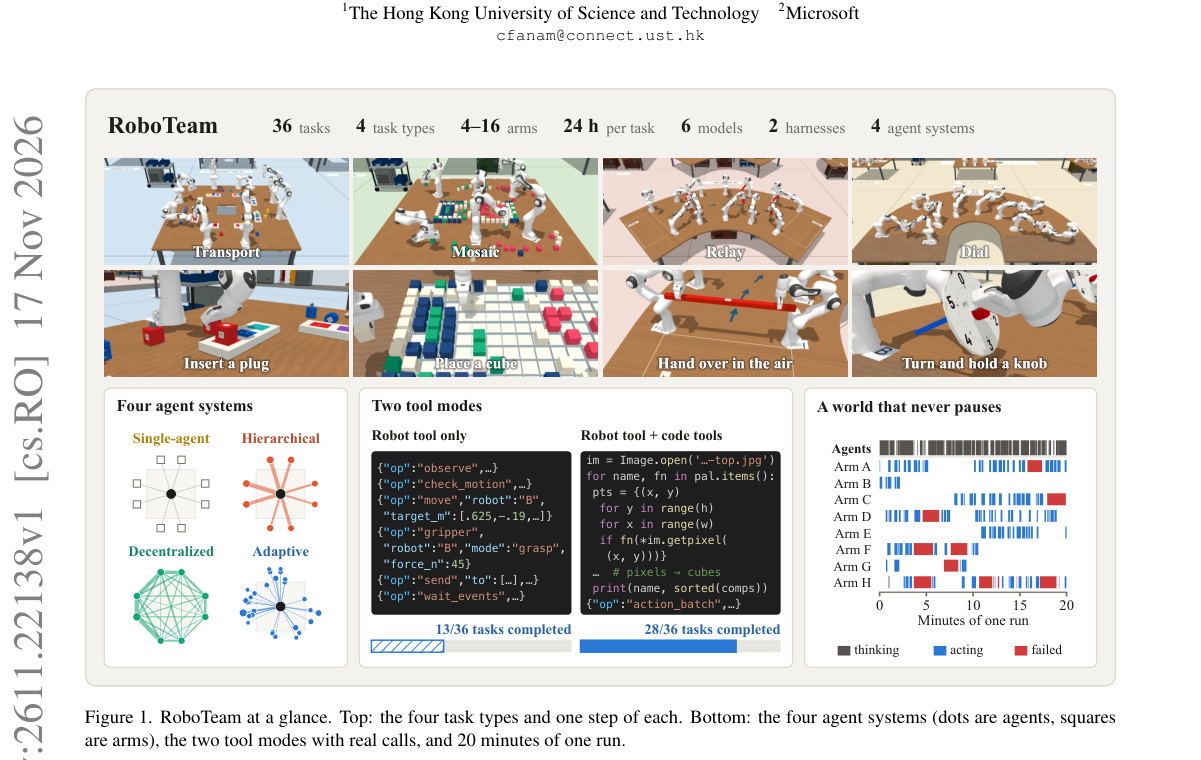 ¹The Hong Kong University of Science and Technology ²Microsoft
cfanam@connect.ust.hk
:2611.22138v1 [cs.RO] 17 Nov 2026
RoboTeam 36 tasks 4 task types 4–16 arms 24 h per task 6 models 2 harnesses 4 agent systems
Transport
Mosaic
Relay
Dial
Insert a plug
Place a cube
Hand over in the air
Turn and hold a knob
Four agent systems
Single-agent
Hierarchical
Decentralized
Adaptive
Two tool modes
Robot tool only
{"op":"observe",…}
{"op":"check_motion",…}
{"op":"move","robot":"B",
"target_m":[.625,−.19,…]}
{"op":"gripper",
"robot":"B","mode":"grasp",
"force_n":45}
{"op":"send","to":[…],…}
{"op":"wait_events",…}
13/36 tasks completed
Robot tool + code tools
im = Image.open('…-top.jpg')
for name, fn in pal.items():
pts = {(x, y)
for y in range(h)
for x in range(w)
if fn(*im.getpixel(
(x, y)))}
… # pixels → cubes
print(name, sorted(comps))
{"op":"action_batch",…}
28/36 tasks completed
A world that never pauses
Agents
Arm A
Arm B
Arm C
Arm D
Arm E
Arm F
Arm G
Arm H
0 5 10 15 20
Minutes of one run
thinking acting failed
Figure 1. RoboTeam at a glance. Top: the four task types and one step of each. Bottom: the four agent systems (dots are agents, squares
are arms), the two tool modes with real calls, and 20 minutes of one run.